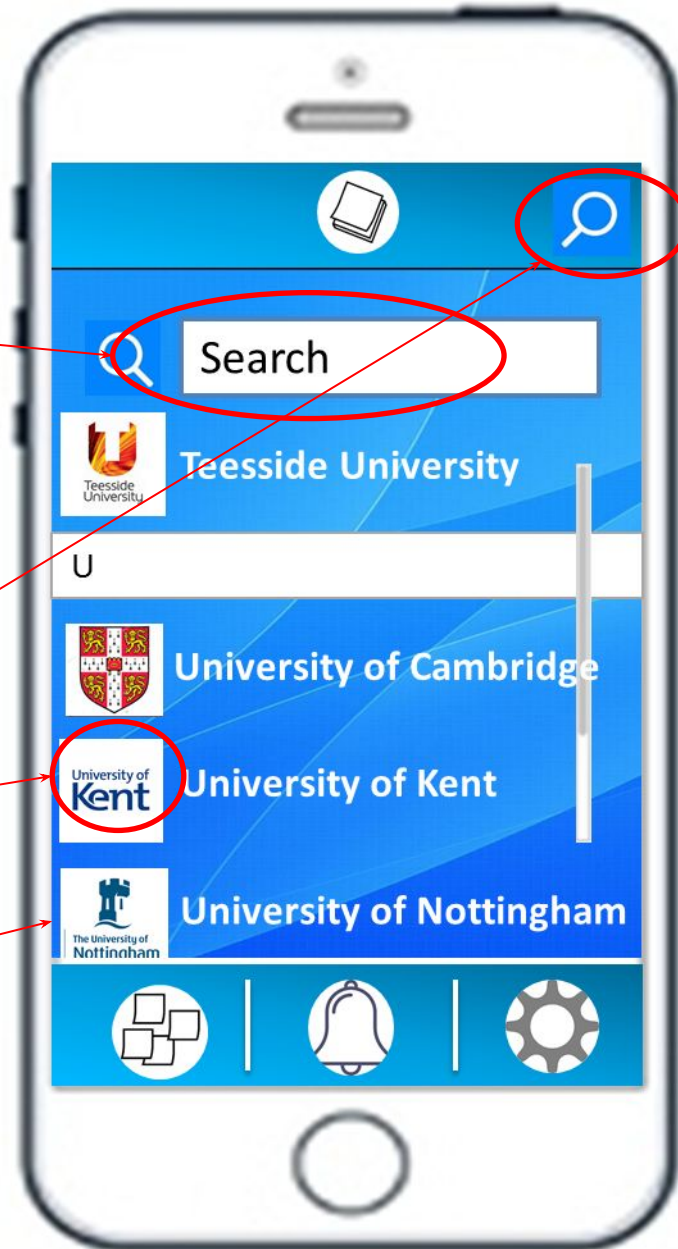 Search
Teesside
University
Teesside University
U
University of Cambridge
University of
Kent
University of Kent
The University of
Nottingham
University of Nottingham